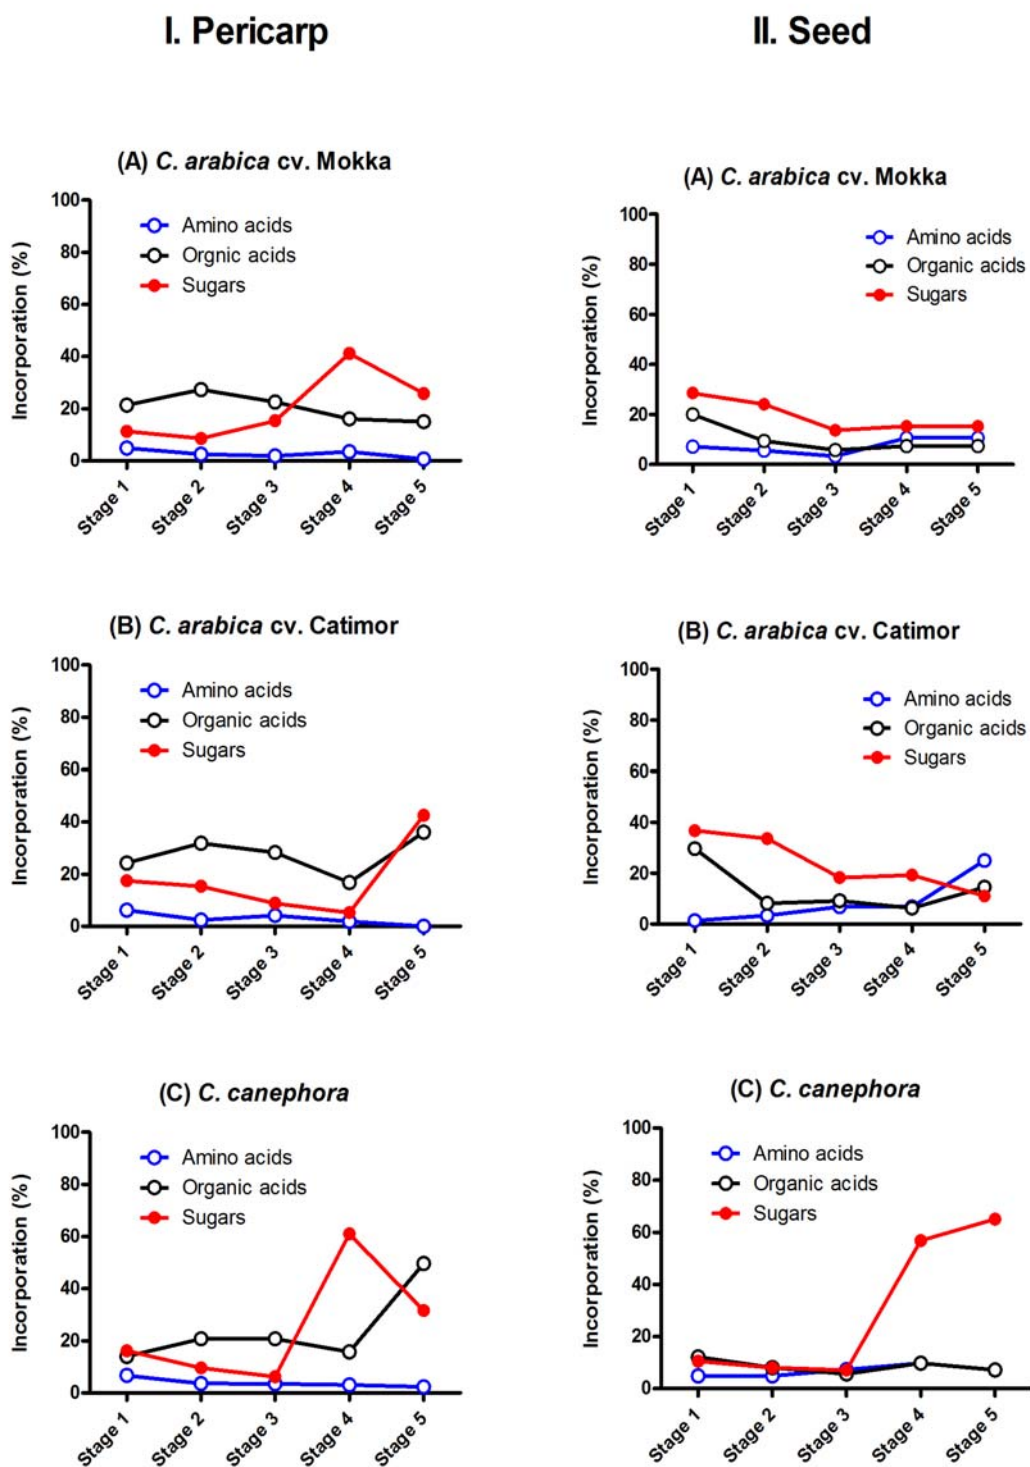 I. Pericarp
II. Seed
(A) C. arabica cv. Mokka
Incorporation (%)
100
80
60
40
20
0
Amino acids
Orgnic acids
Sugars
Stage 1
Stage 2
Stage 3
Stage 4
Stage 5
(A) C. arabica cv. Mokka
Incorporation (%)
100
80
60
40
20
0
Amino acids
Organic acids
Sugars
Stage 1
Stage 2
Stage 3
Stage 4
Stage 5
(B) C. arabica cv. Catimor
Incorporation (%)
100
80
60
40
20
0
Amino acids
Organic acids
Sugars
Stage 1
Stage 2
Stage 3
Stage 4
Stage 5
(B) C. arabica cv. Catimor
Incorporation (%)
100
80
60
40
20
0
Amino acids
Organic acids
Sugars
Stage 1
Stage 2
Stage 3
Stage 4
Stage 5
(C) C. canephora
Incorporation (%)
100
80
60
40
20
0
Amino acids
Organic acids
Sugars
Stage 1
Stage 2
Stage 3
Stage 4
Stage 5
(C) C. canephora
Incorporation (%)
100
80
60
40
20
0
Amino acids
Organic acids
Sugars
Stage 1
Stage 2
Stage 3
Stage 4
Stage 5